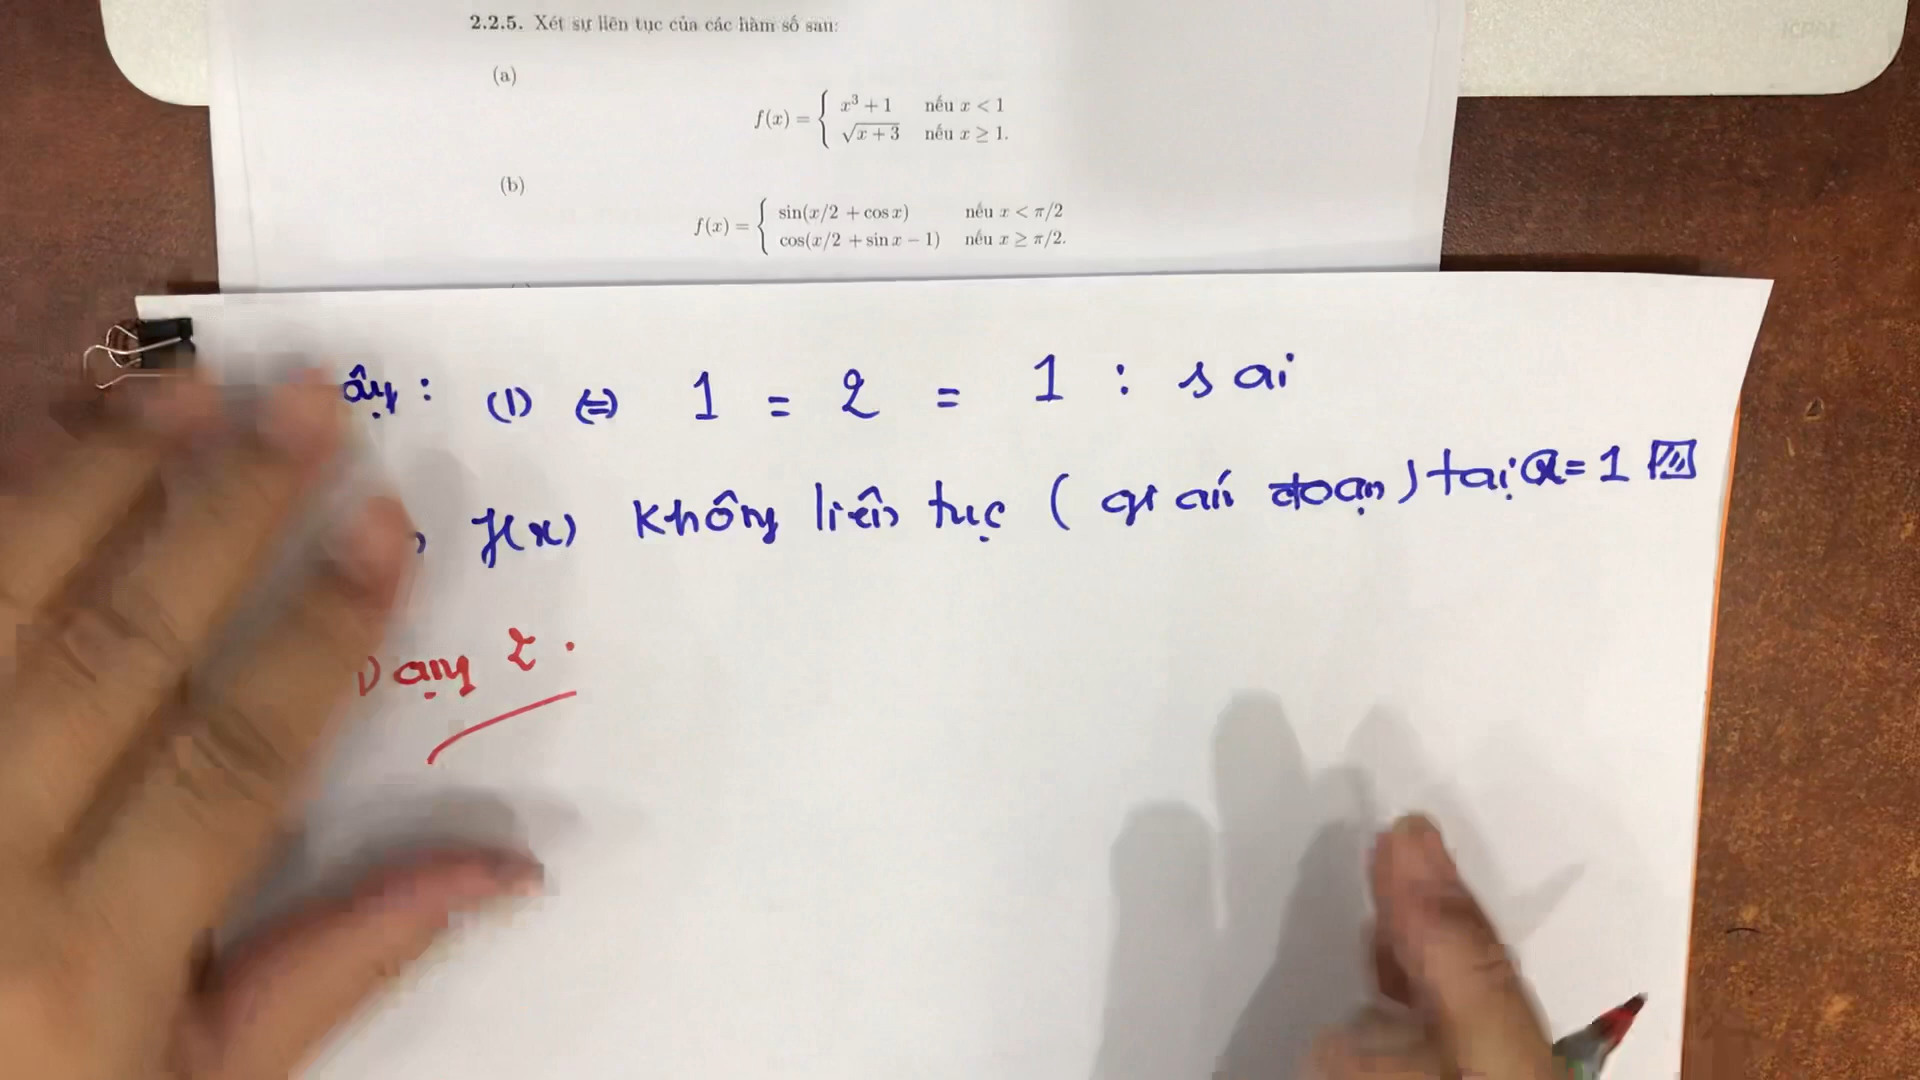 2.2.5. Xét sự liên tục của các hàm số sau:
(a)
f(x) = { x³ + 1 nếu x < 1
√(x + 3) nếu x ≥ 1.
(b)
f(x) = { sin(x/2 + cos x) nếu x < π/2
cos(x/2 + sin x − 1) nếu x ≥ π/2.
(1) ⇔ 1 = 2 = 1 : sai
f(x) không liên tục ( gián đoạn ) tại = 1
Dạng 2.